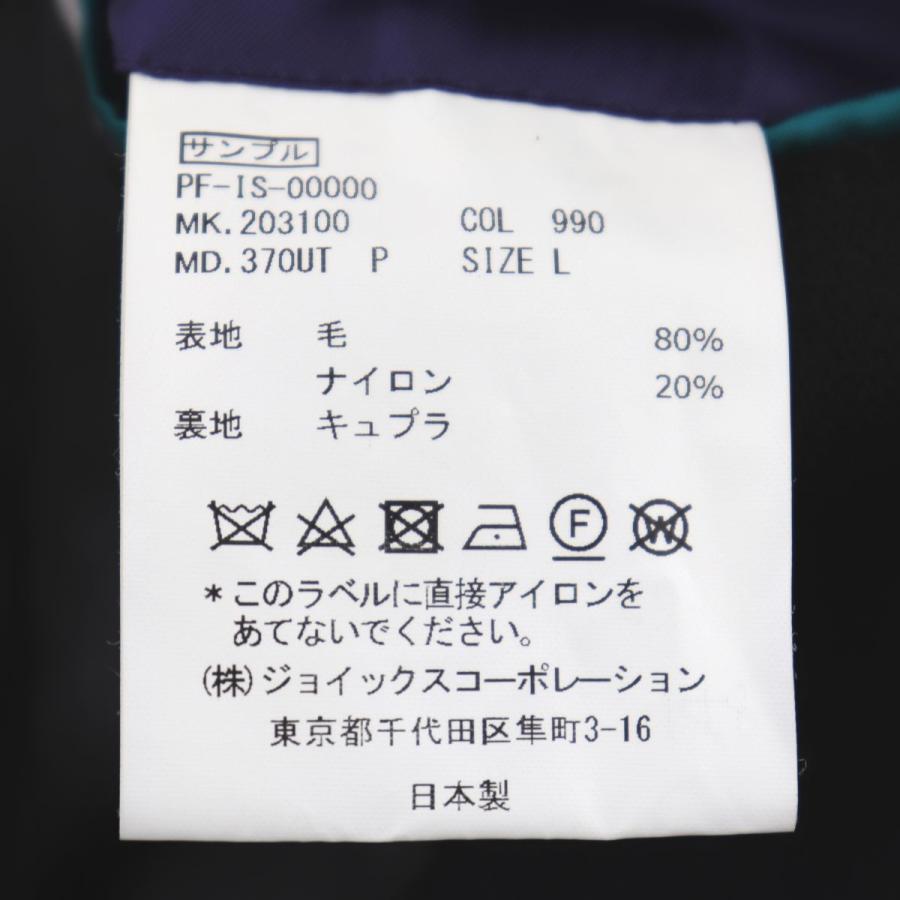 サンプル
PF-IS-00000
MK.203100 COL 990
MD.370UT P SIZE L
表地 毛 80%
ナイロン 20%
裏地 キュプラ
F W
*このラベルに直接アイロンを
あてないでください。
(株)ジョイックスコーポレーション
東京都千代田区隼町3-16
日本製